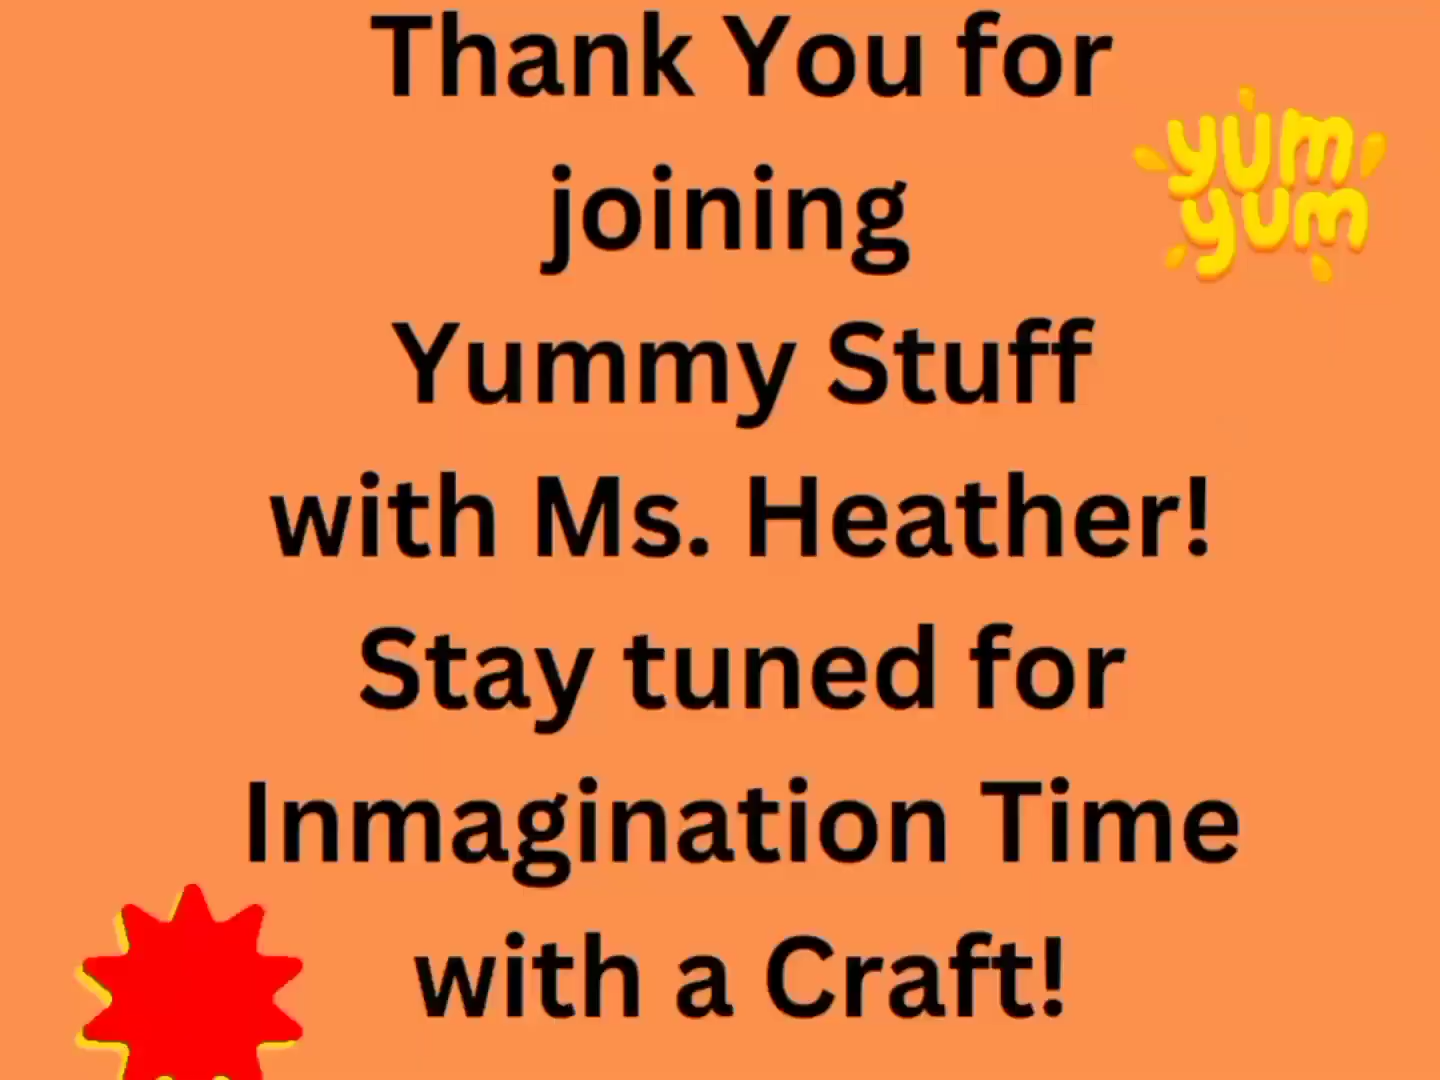 Thank You for
joining
yum
yum
Yummy Stuff
with Ms. Heather!
Stay tuned for
Inmagination Time
with a Craft!